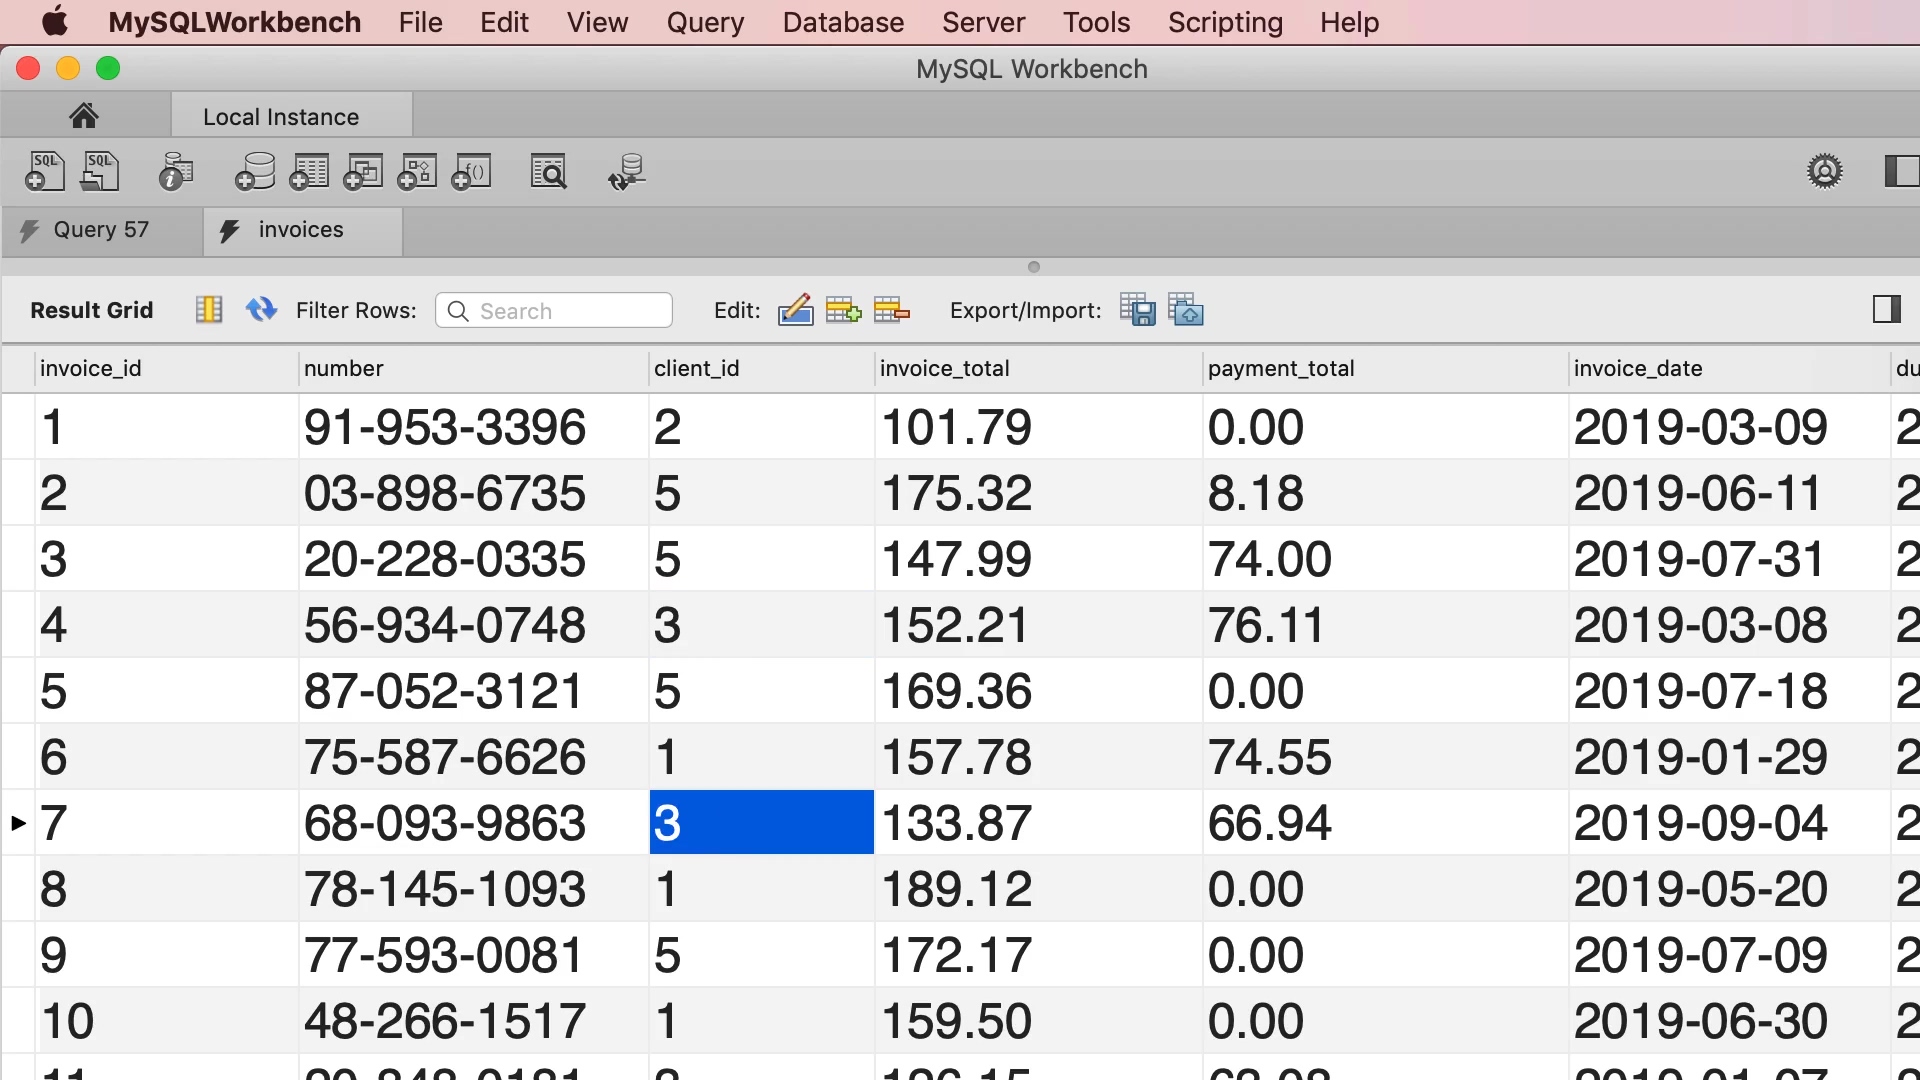 MySQLWorkbench File Edit View Query Database Server Tools Scripting Help
MySQL Workbench
Local Instance
SQL SQL
Query 57 invoices
Result Grid Filter Rows: Search Edit: Export/Import:
invoice_id number client_id invoice_total payment_total invoice_date du
1 91-953-3396 2 101.79 0.00 2019-03-09 2
2 03-898-6735 5 175.32 8.18 2019-06-11 2
3 20-228-0335 5 147.99 74.00 2019-07-31 2
4 56-934-0748 3 152.21 76.11 2019-03-08 2
5 87-052-3121 5 169.36 0.00 2019-07-18 2
6 75-587-6626 1 157.78 74.55 2019-01-29 2
7 68-093-9863 3 133.87 66.94 2019-09-04 2
8 78-145-1093 1 189.12 0.00 2019-05-20 2
9 77-593-0081 5 172.17 0.00 2019-07-09 2
10 48-266-1517 1 159.50 0.00 2019-06-30 2
11